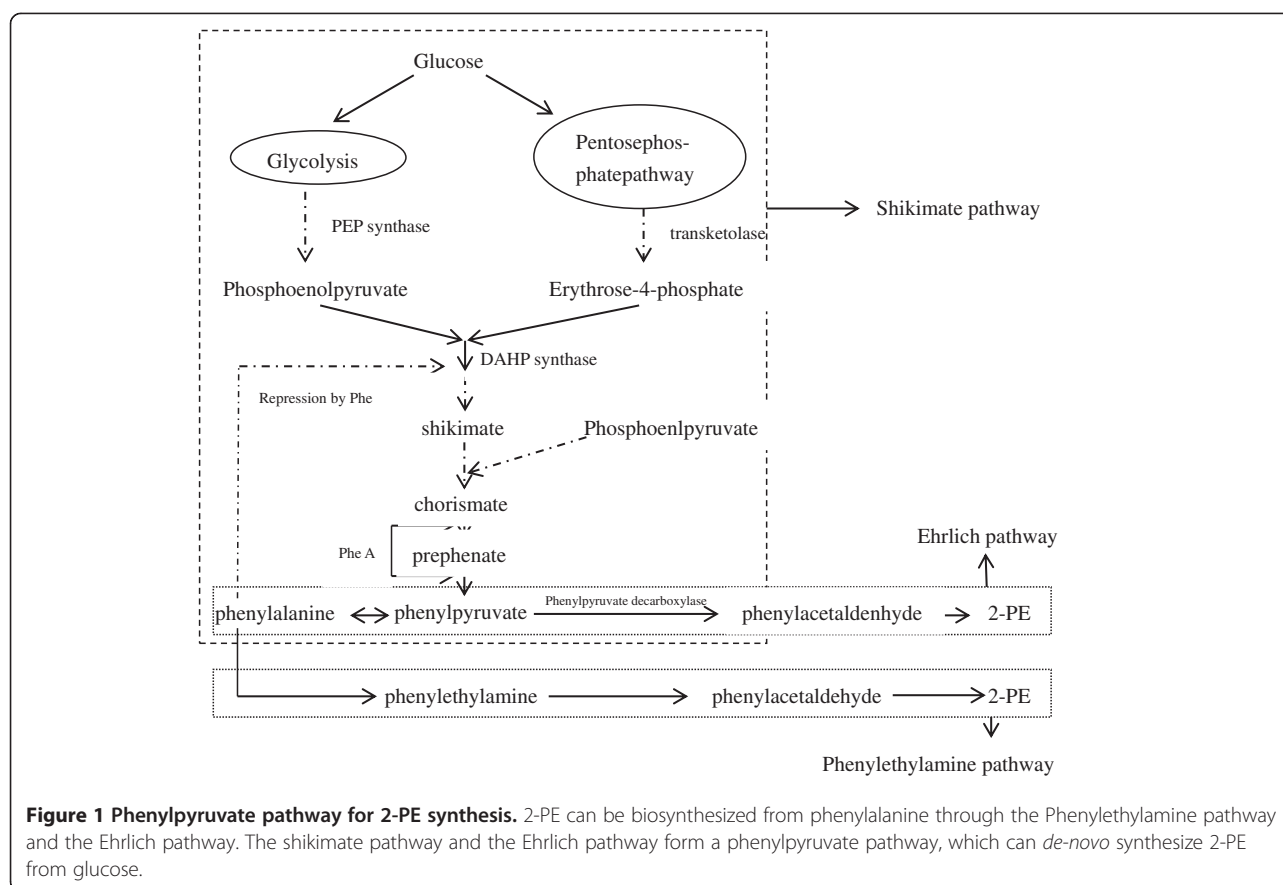 Glucose
Glycolysis
Pentosephos-
phatepathway
Shikimate pathway
PEP synthase
transketolase
Phosphoenolpyruvate
Erythrose-4-phosphate
DAHP synthase
Repression by Phe
shikimate
Phosphoenlpyruvate
chorismate
Phe A
prephenate
Ehrlich pathway
phenylalanine
phenylpyruvate
Phenylpyruvate decarboxylase
phenylacetaldenhyde
2-PE
phenylethylamine
phenylacetaldehyde
2-PE
Phenylethylamine pathway
Figure 1 Phenylpyruvate pathway for 2-PE synthesis. 2-PE can be biosynthesized from phenylalanine through the Phenylethylamine pathway
and the Ehrlich pathway. The shikimate pathway and the Ehrlich pathway form a phenylpyruvate pathway, which can de-novo synthesize 2-PE
from glucose.